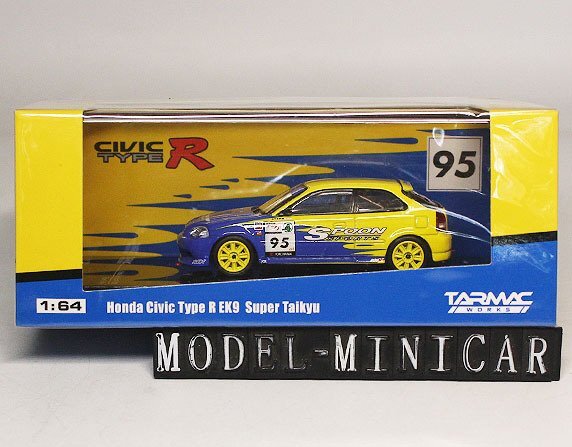 CIVIC
TYPE R
95
SPOON
SPORTS
95
1:64
Honda Civic Type R EK9 Super Taikyu
TARMAC
WORKS
MODEL-MINICAR